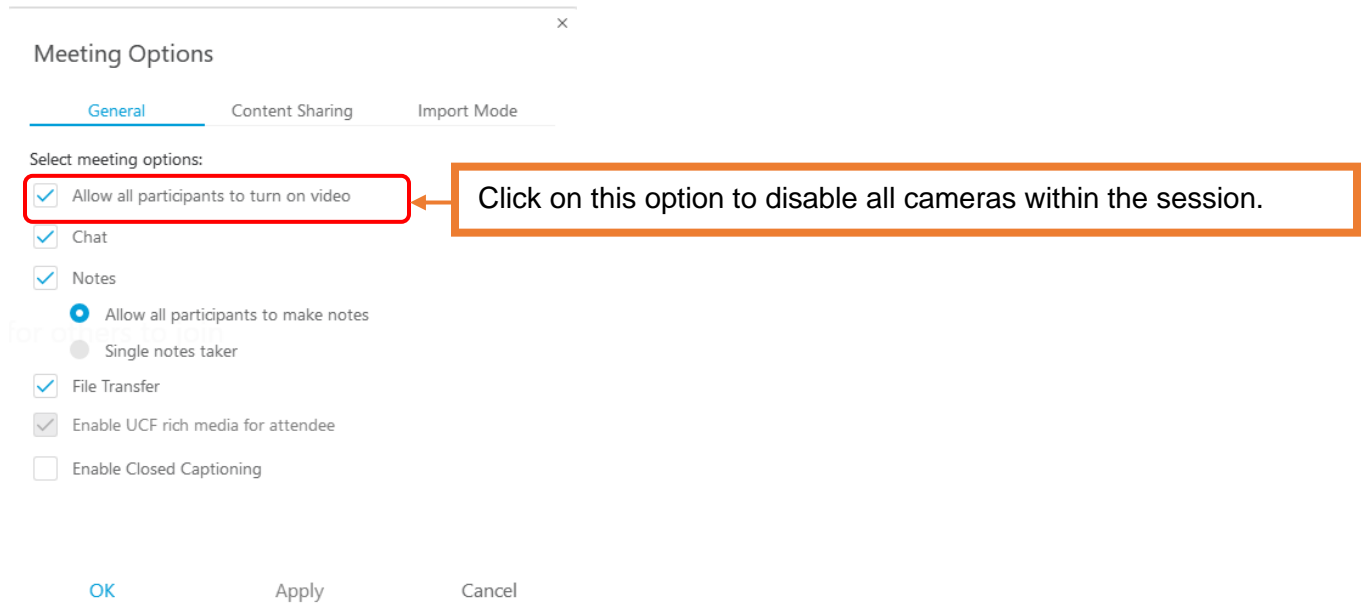 ×
Meeting Options
General Content Sharing Import Mode
Select meeting options:
Allow all participants to turn on video
Click on this option to disable all cameras within the session.
Chat
Notes
Allow all participants to make notes
Single notes taker
File Transfer
Enable UCF rich media for attendee
Enable Closed Captioning
OK Apply Cancel